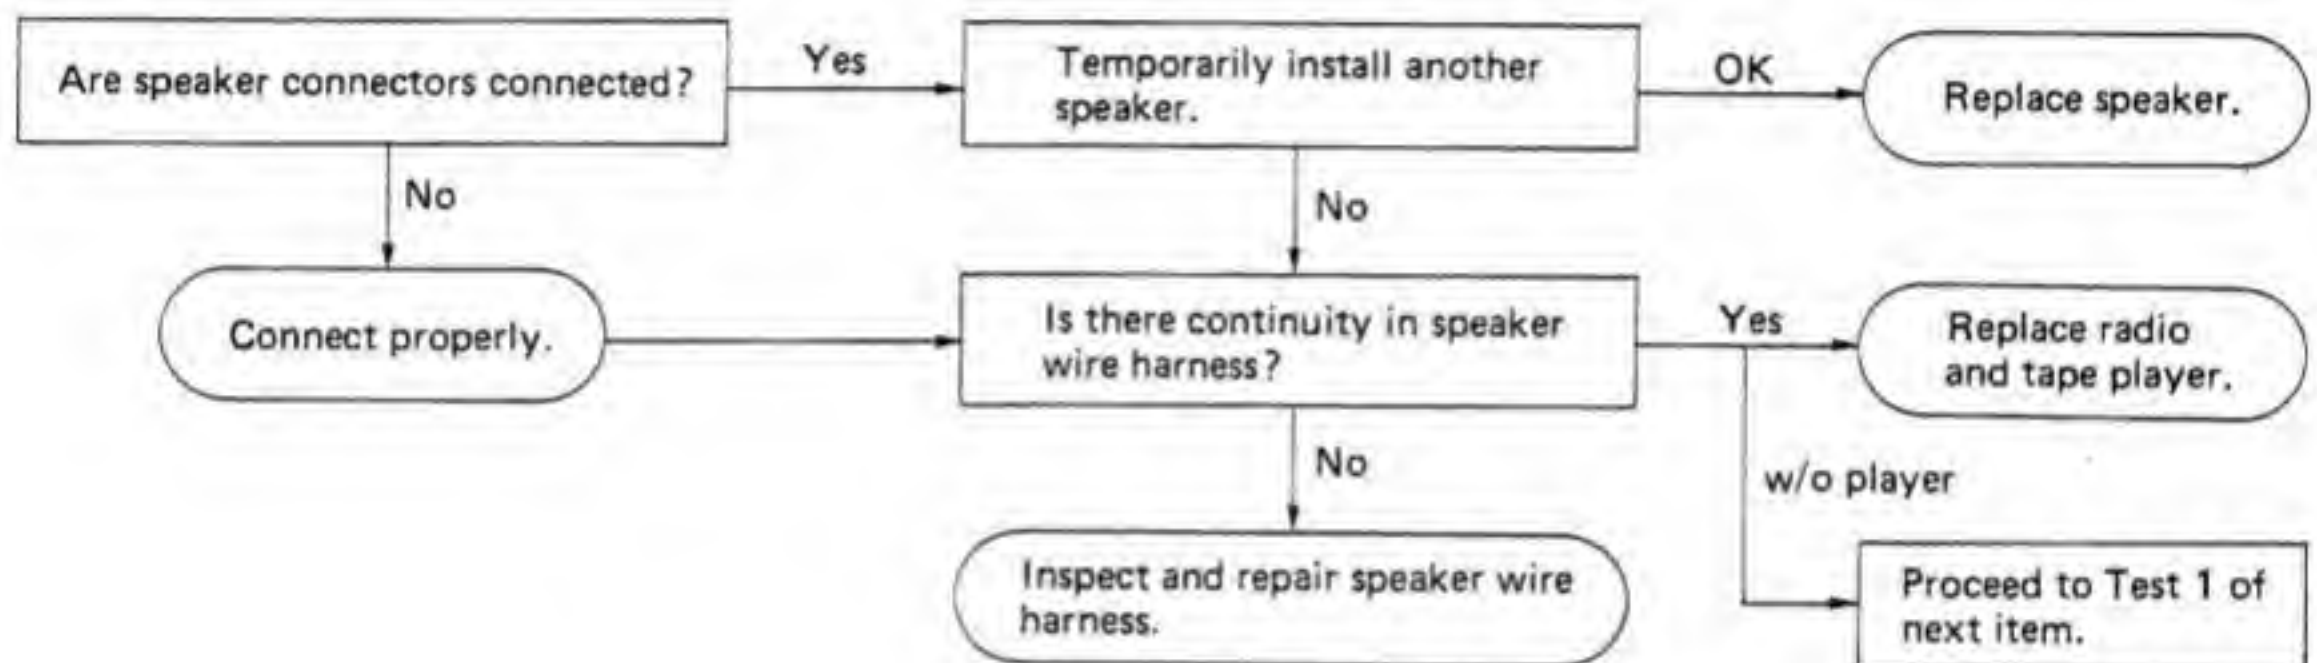 Are speaker connectors connected?
Yes
Temporarily install another
speaker.
OK
Replace speaker.
No
No
Connect properly.
Is there continuity in speaker
wire harness?
Yes
Replace radio
and tape player.
No
w/o player
Inspect and repair speaker wire
harness.
Proceed to Test 1 of
next item.